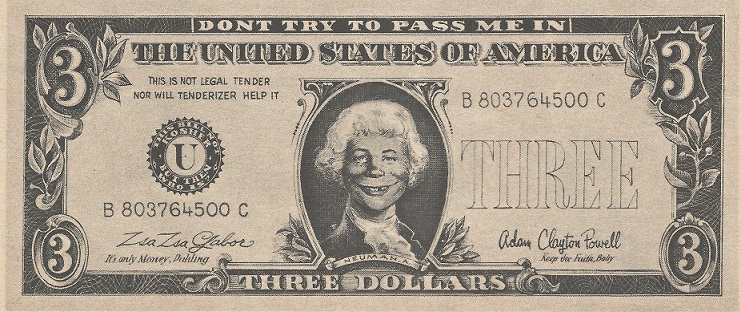 DONT TRY TO PASS ME IN
THE UNITED STATES OF AMERICA
3
3
THIS IS NOT LEGAL TENDER
NOR WILL TENDERIZER HELP IT
B 803764500 C
KOSHER
U
THREE
B 803764500 C
Zsa Zsa Gabor
Adam Clayton Powell
It's only Money, Dahling
Keep the Faith, Baby
NEUMAN
3
3
THREE DOLLARS